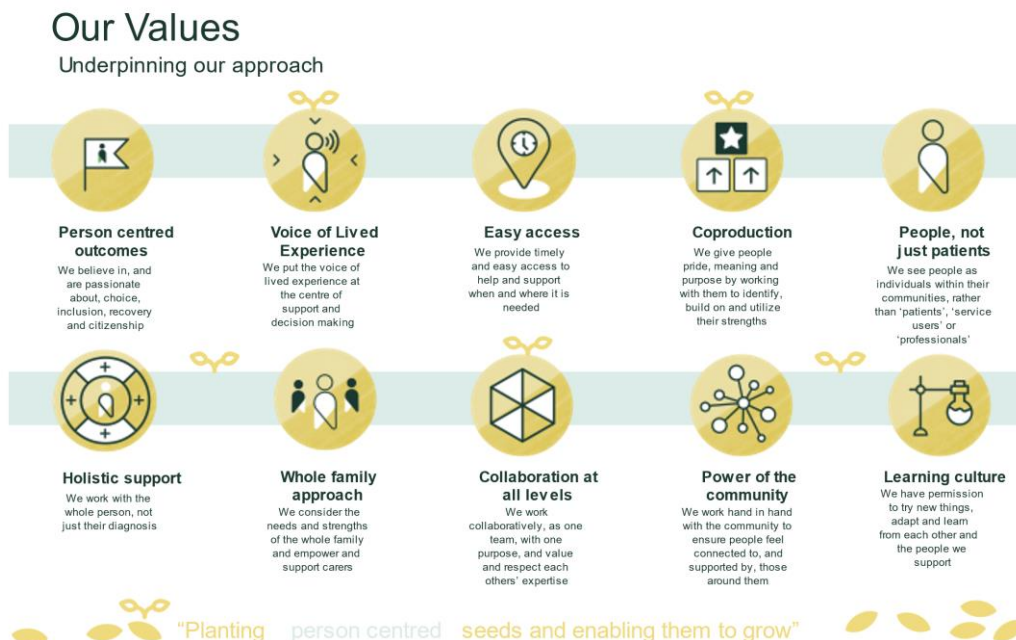 Our Values
Underpinning our approach
Person centred
outcomes
We believe in, and
are passionate
about, choice,
inclusion, recovery
and citizenship
Voice of Lived
Experience
We put the voice of
lived experience at
the centre of
support and
decision making
Easy access
We provide timely
and easy access to
help and support
when and where it is
needed
Coproduction
We give people
pride, meaning and
purpose by working
with them to identify,
build on and utilize
their strengths
People, not
just patients
We see people as
individuals within their
communities, rather
than ‘patients’, ‘service
users’ or
‘professionals’
Holistic support
We work with the
whole person, not
just their diagnosis
Whole family
approach
We consider the
needs and strengths
of the whole family
and empower and
support carers
Collaboration at
all levels
We work
collaboratively, as one
team, with one
purpose, and value
and respect each
others’ expertise
Power of the
community
We work hand in hand
with the community to
ensure people feel
connected to, and
supported by, those
around them
Learning culture
We have permission
to try new things,
adapt and learn
from each other and
the people we
support
“Planting person centred seeds and enabling them to grow”